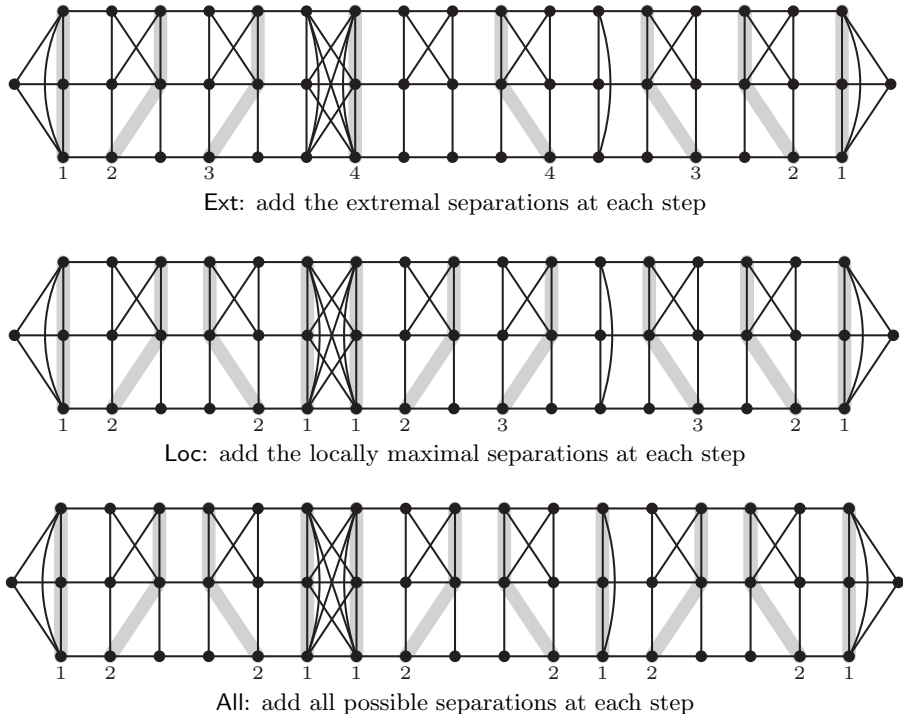 1 2 3 4 4 3 2 1
Ext: add the extremal separations at each step
1 2 2 1 1 2 3 3 2 1
Loc: add the locally maximal separations at each step
1 2 2 1 1 2 2 1 2 2 1
All: add all possible separations at each step